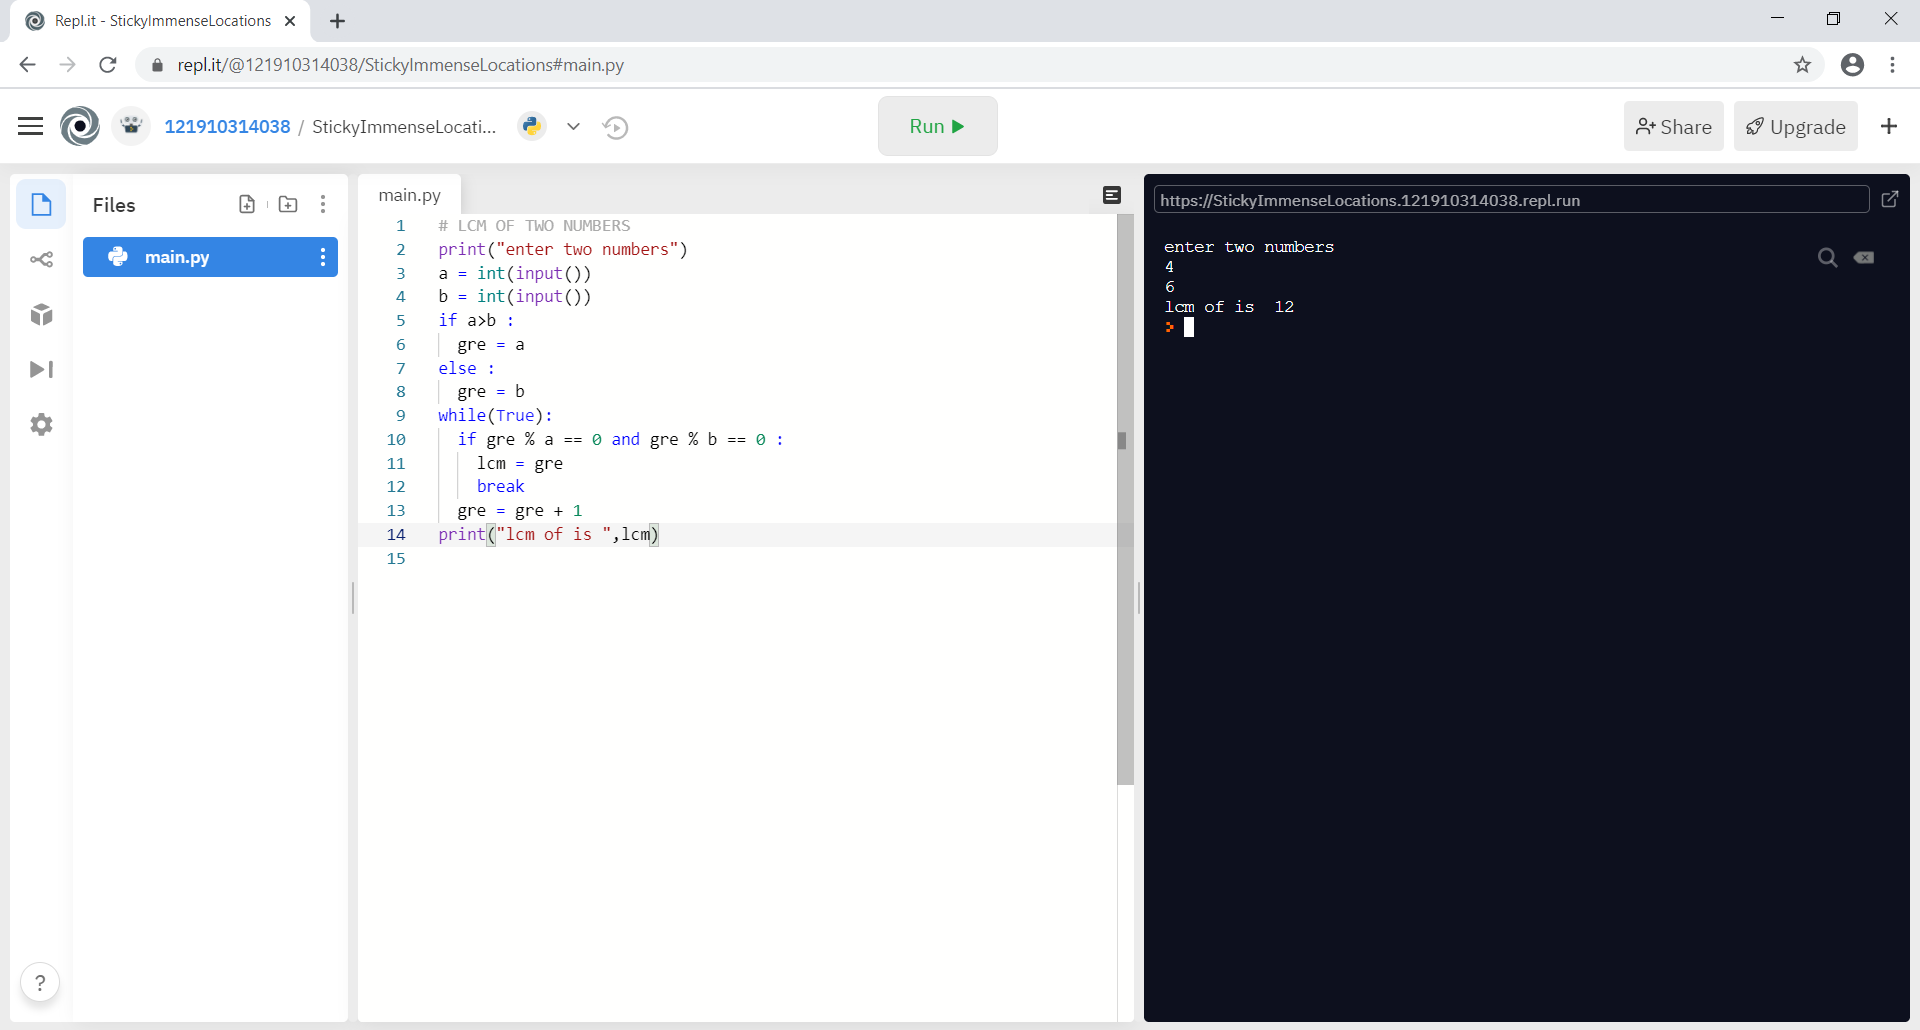 Repl.it - StickyImmenseLocations
repl.it/@121910314038/StickyImmenseLocations#main.py
121910314038 / StickyImmenseLocati...
Run
Share
Upgrade
Files
main.py
main.py
1 # LCM OF TWO NUMBERS
2 print("enter two numbers")
3 a = int(input())
4 b = int(input())
5 if a>b :
6 gre = a
7 else :
8 gre = b
9 while(True):
10 if gre % a == 0 and gre % b == 0 :
11 lcm = gre
12 break
13 gre = gre + 1
14 print("lcm of is ",lcm)
15
?
https://StickyImmenseLocations.121910314038.repl.run
enter two numbers
4
6
lcm of is  12
>